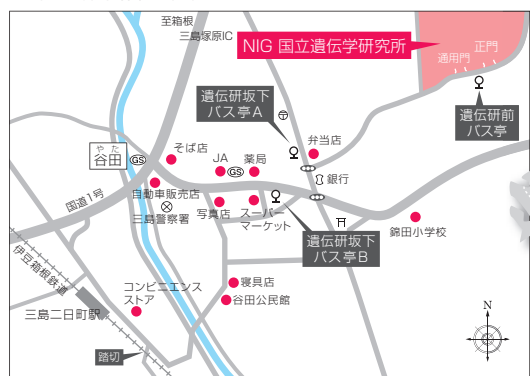 至箱根
三島塚原IC
NIG 国立遺伝学研究所
正門
通用門
遺伝研坂下
バス亭A
遺伝研前
バス亭
弁当店
そば店
やた
谷田
GS
JA
GS
薬局
銀行
国道1号
自動車販売店
三島警察署
写真店
スーパー
マーケット
遺伝研坂下
バス亭B
錦田小学校
伊豆箱根鉄道
コンビニエンス
ストア
寝具店
谷田公民館
三島二日町駅
踏切
N